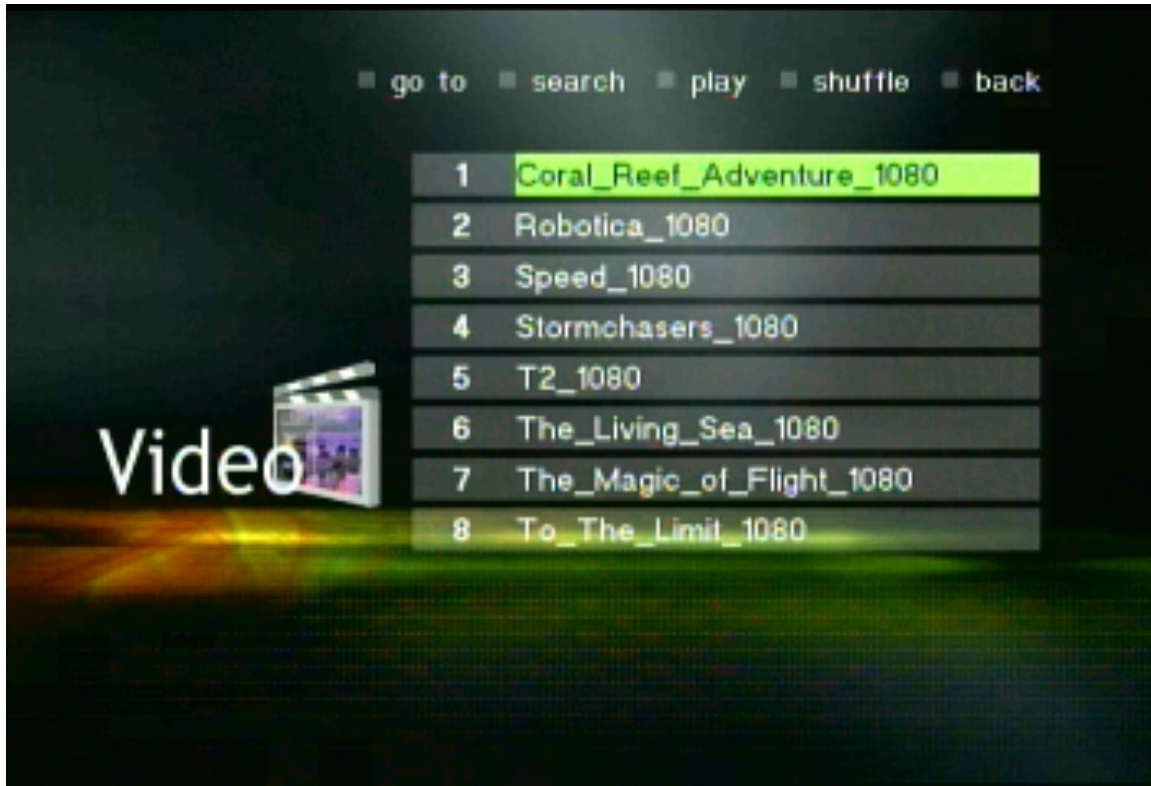 go to search play shuffle back
1 Coral_Reef_Adventure_1080
2 Robotica_1080
3 Speed_1080
4 Stormchasers_1080
5 T2_1080
6 The_Living_Sea_1080
7 The_Magic_of_Flight_1080
8 To_The_Limit_1080
Video